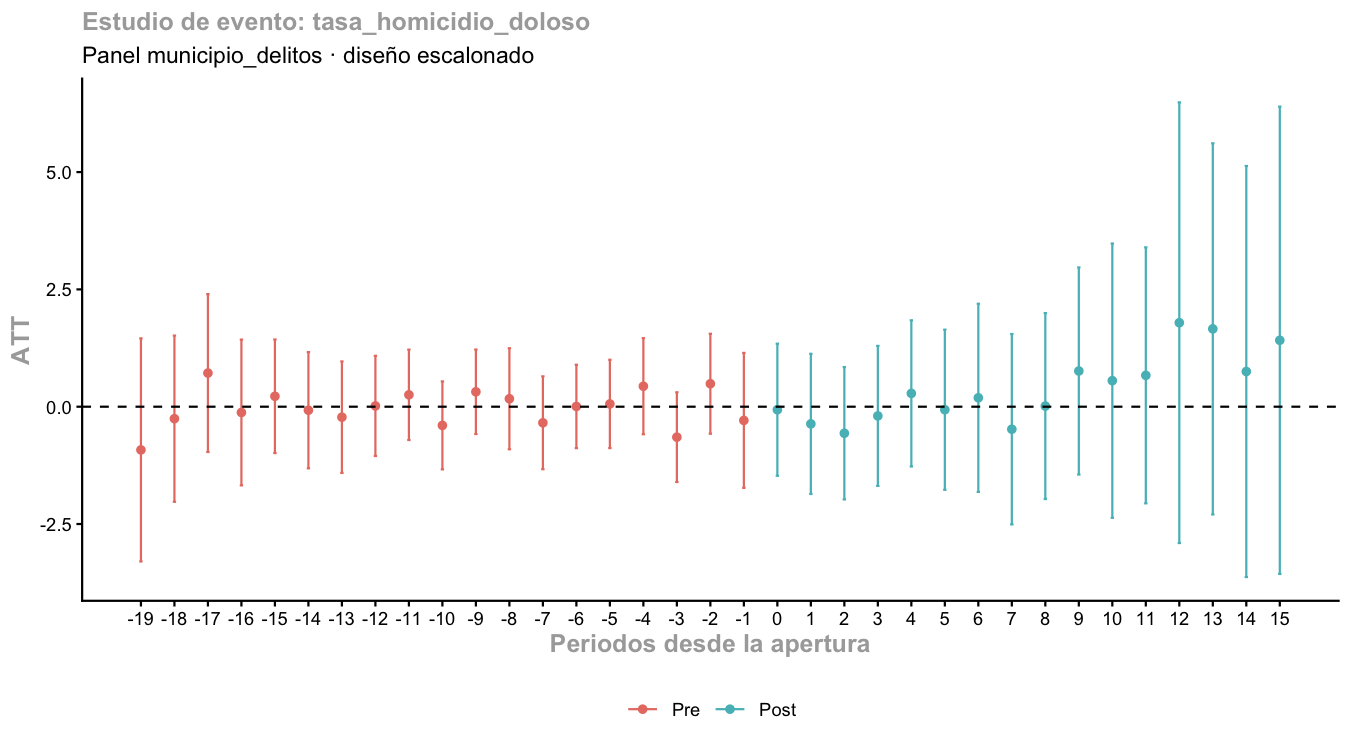 Estudio de evento: tasa_homicidio_doloso
Panel municipio_delitos · diseño escalonado
ATT
5.0
2.5
0.0
-2.5
-19 -18 -17 -16 -15 -14 -13 -12 -11 -10 -9 -8 -7 -6 -5 -4 -3 -2 -1 0 1 2 3 4 5 6 7 8 9 10 11 12 13 14 15
Periodos desde la apertura
Pre Post